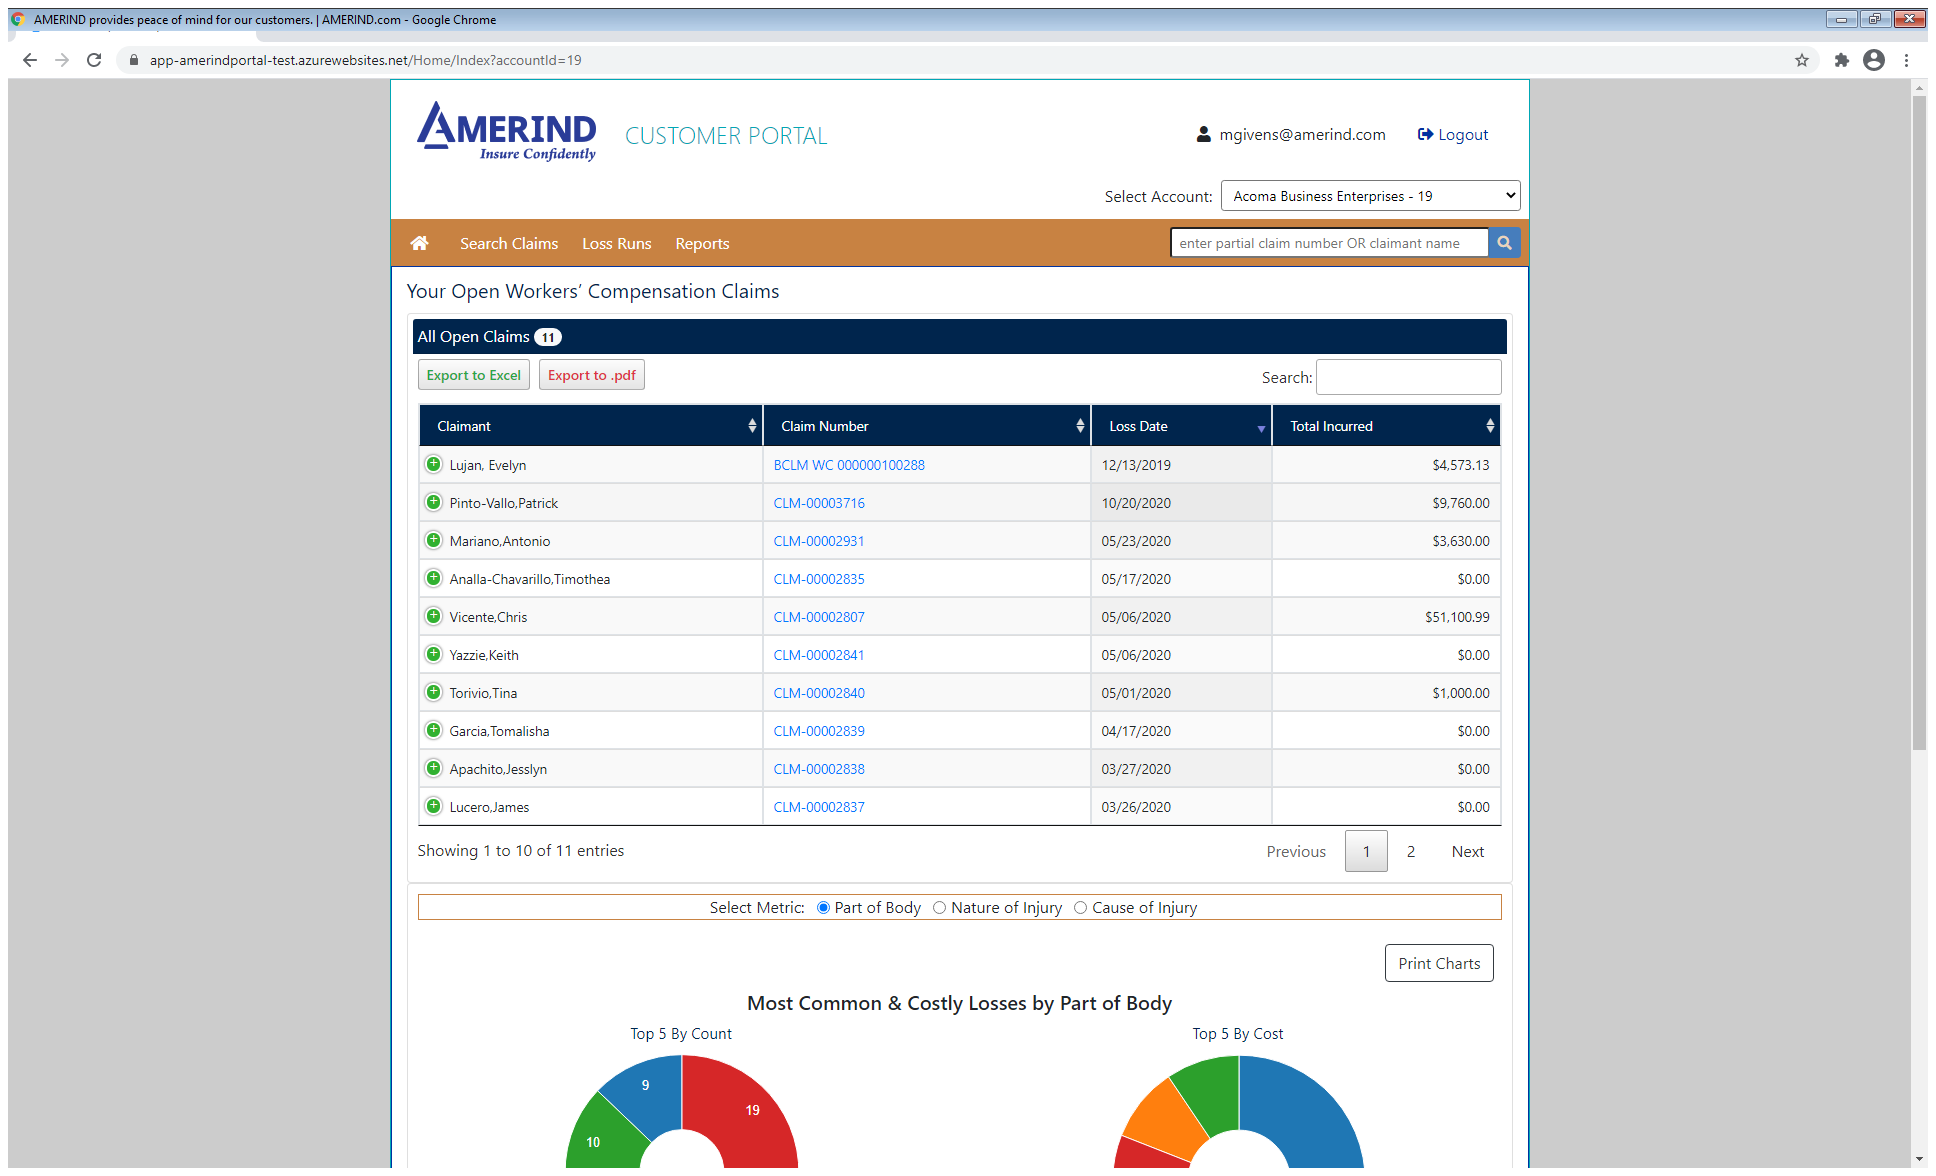 AMERIND provides peace of mind for our customers. | AMERIND.com - Google Chrome
app-amerindportal-test.azurewebsites.net/Home/Index?accountId=19
AMERIND
Insure Confidently
CUSTOMER PORTAL
mgivens@amerind.com Logout
Select Account: Acoma Business Enterprises - 19
Search Claims Loss Runs Reports enter partial claim number OR claimant name
Your Open Workers’ Compensation Claims
All Open Claims 11
Export to Excel Export to .pdf Search:
Claimant Claim Number Loss Date Total Incurred
Lujan, Evelyn BCLM WC 000000100288 12/13/2019 $4,573.13
Pinto-Vallo,Patrick CLM-00003716 10/20/2020 $9,760.00
Mariano,Antonio CLM-00002931 05/23/2020 $3,630.00
Analla-Chavarillo,Timothea CLM-00002835 05/17/2020 $0.00
Vicente,Chris CLM-00002807 05/06/2020 $51,100.99
Yazzie,Keith CLM-00002841 05/06/2020 $0.00
Torivio,Tina CLM-00002840 05/01/2020 $1,000.00
Garcia,Tomalisha CLM-00002839 04/17/2020 $0.00
Apachito,Jesslyn CLM-00002838 03/27/2020 $0.00
Lucero,James CLM-00002837 03/26/2020 $0.00
Showing 1 to 10 of 11 entries Previous 1 2 Next
Select Metric: Part of Body Nature of Injury Cause of Injury
Print Charts
Most Common & Costly Losses by Part of Body
Top 5 By Count Top 5 By Cost
9
19
10